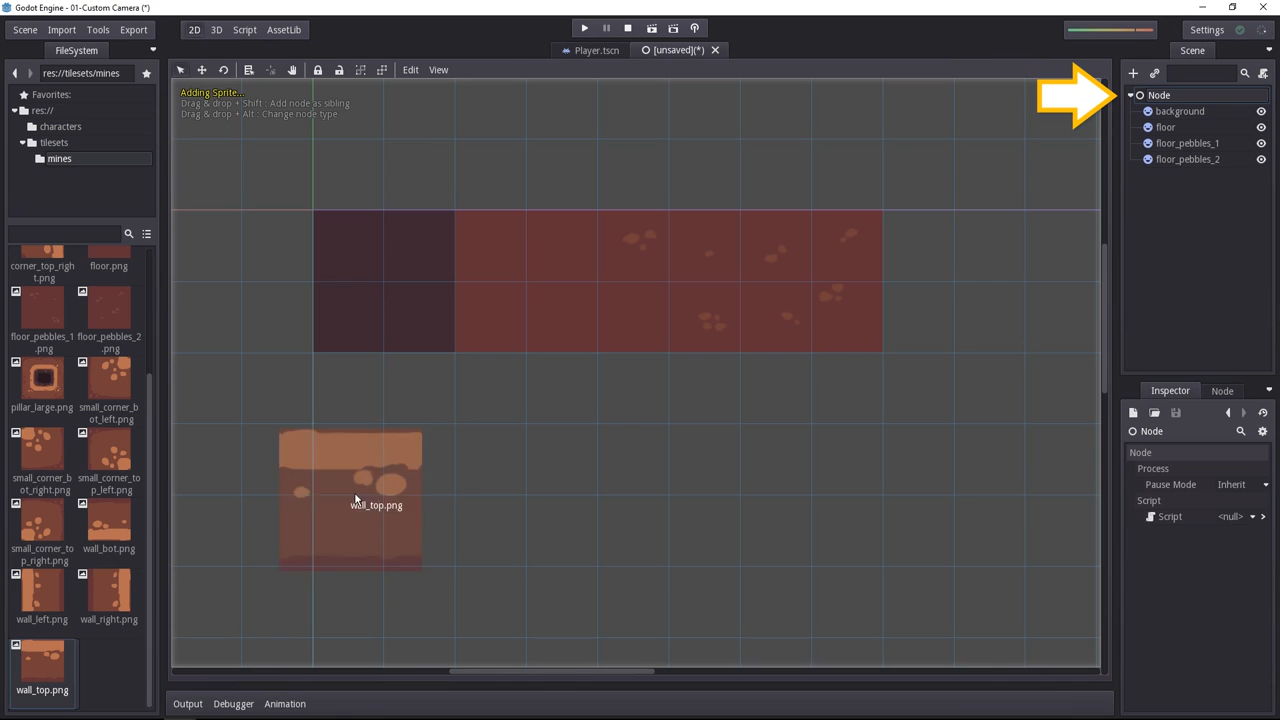 Godot Engine - 01-Custom Camera (*)
Scene Import Tools Export
2D 3D Script AssetLib
Settings
FileSystem
Player.tscn
[unsaved](*)
Scene
res://tilesets/mines
Edit View
Favorites:
res://
characters
tilesets
mines
Adding Sprite...
Drag & drop + Shift : Add node as sibling
Drag & drop + Alt : Change node type
Node
background
floor
floor_pebbles_1
floor_pebbles_2
corner_top_righ
t.png
floor.png
floor_pebbles_1
.png
floor_pebbles_2
.png
pillar_large.png
small_corner_b
ot_left.png
small_corner_b
ot_right.png
small_corner_to
p_left.png
small_corner_to
p_right.png
wall_bot.png
wall_left.png
wall_right.png
wall_top.png
wall_top.png
Inspector Node
Node
Node
Process
Pause Mode Inherit
Script
Script <null>
Output Debugger Animation